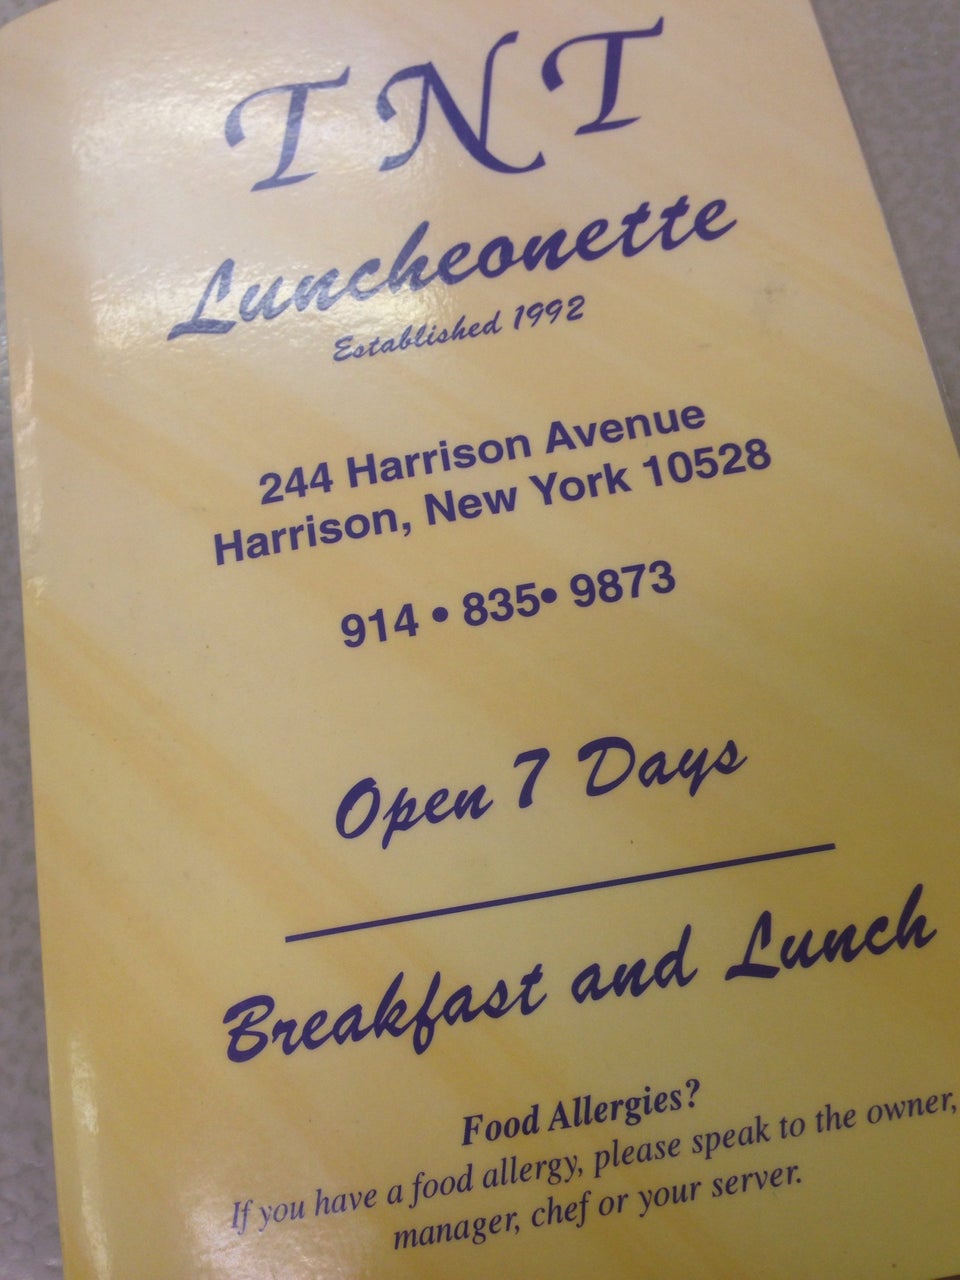 TNT
Luncheonette
Established 1992
244 Harrison Avenue
Harrison, New York 10528
914 • 835• 9873
Open 7 Days
Breakfast and Lunch
Food Allergies?
If you have a food allergy, please speak to the owner,
manager, chef or your server.